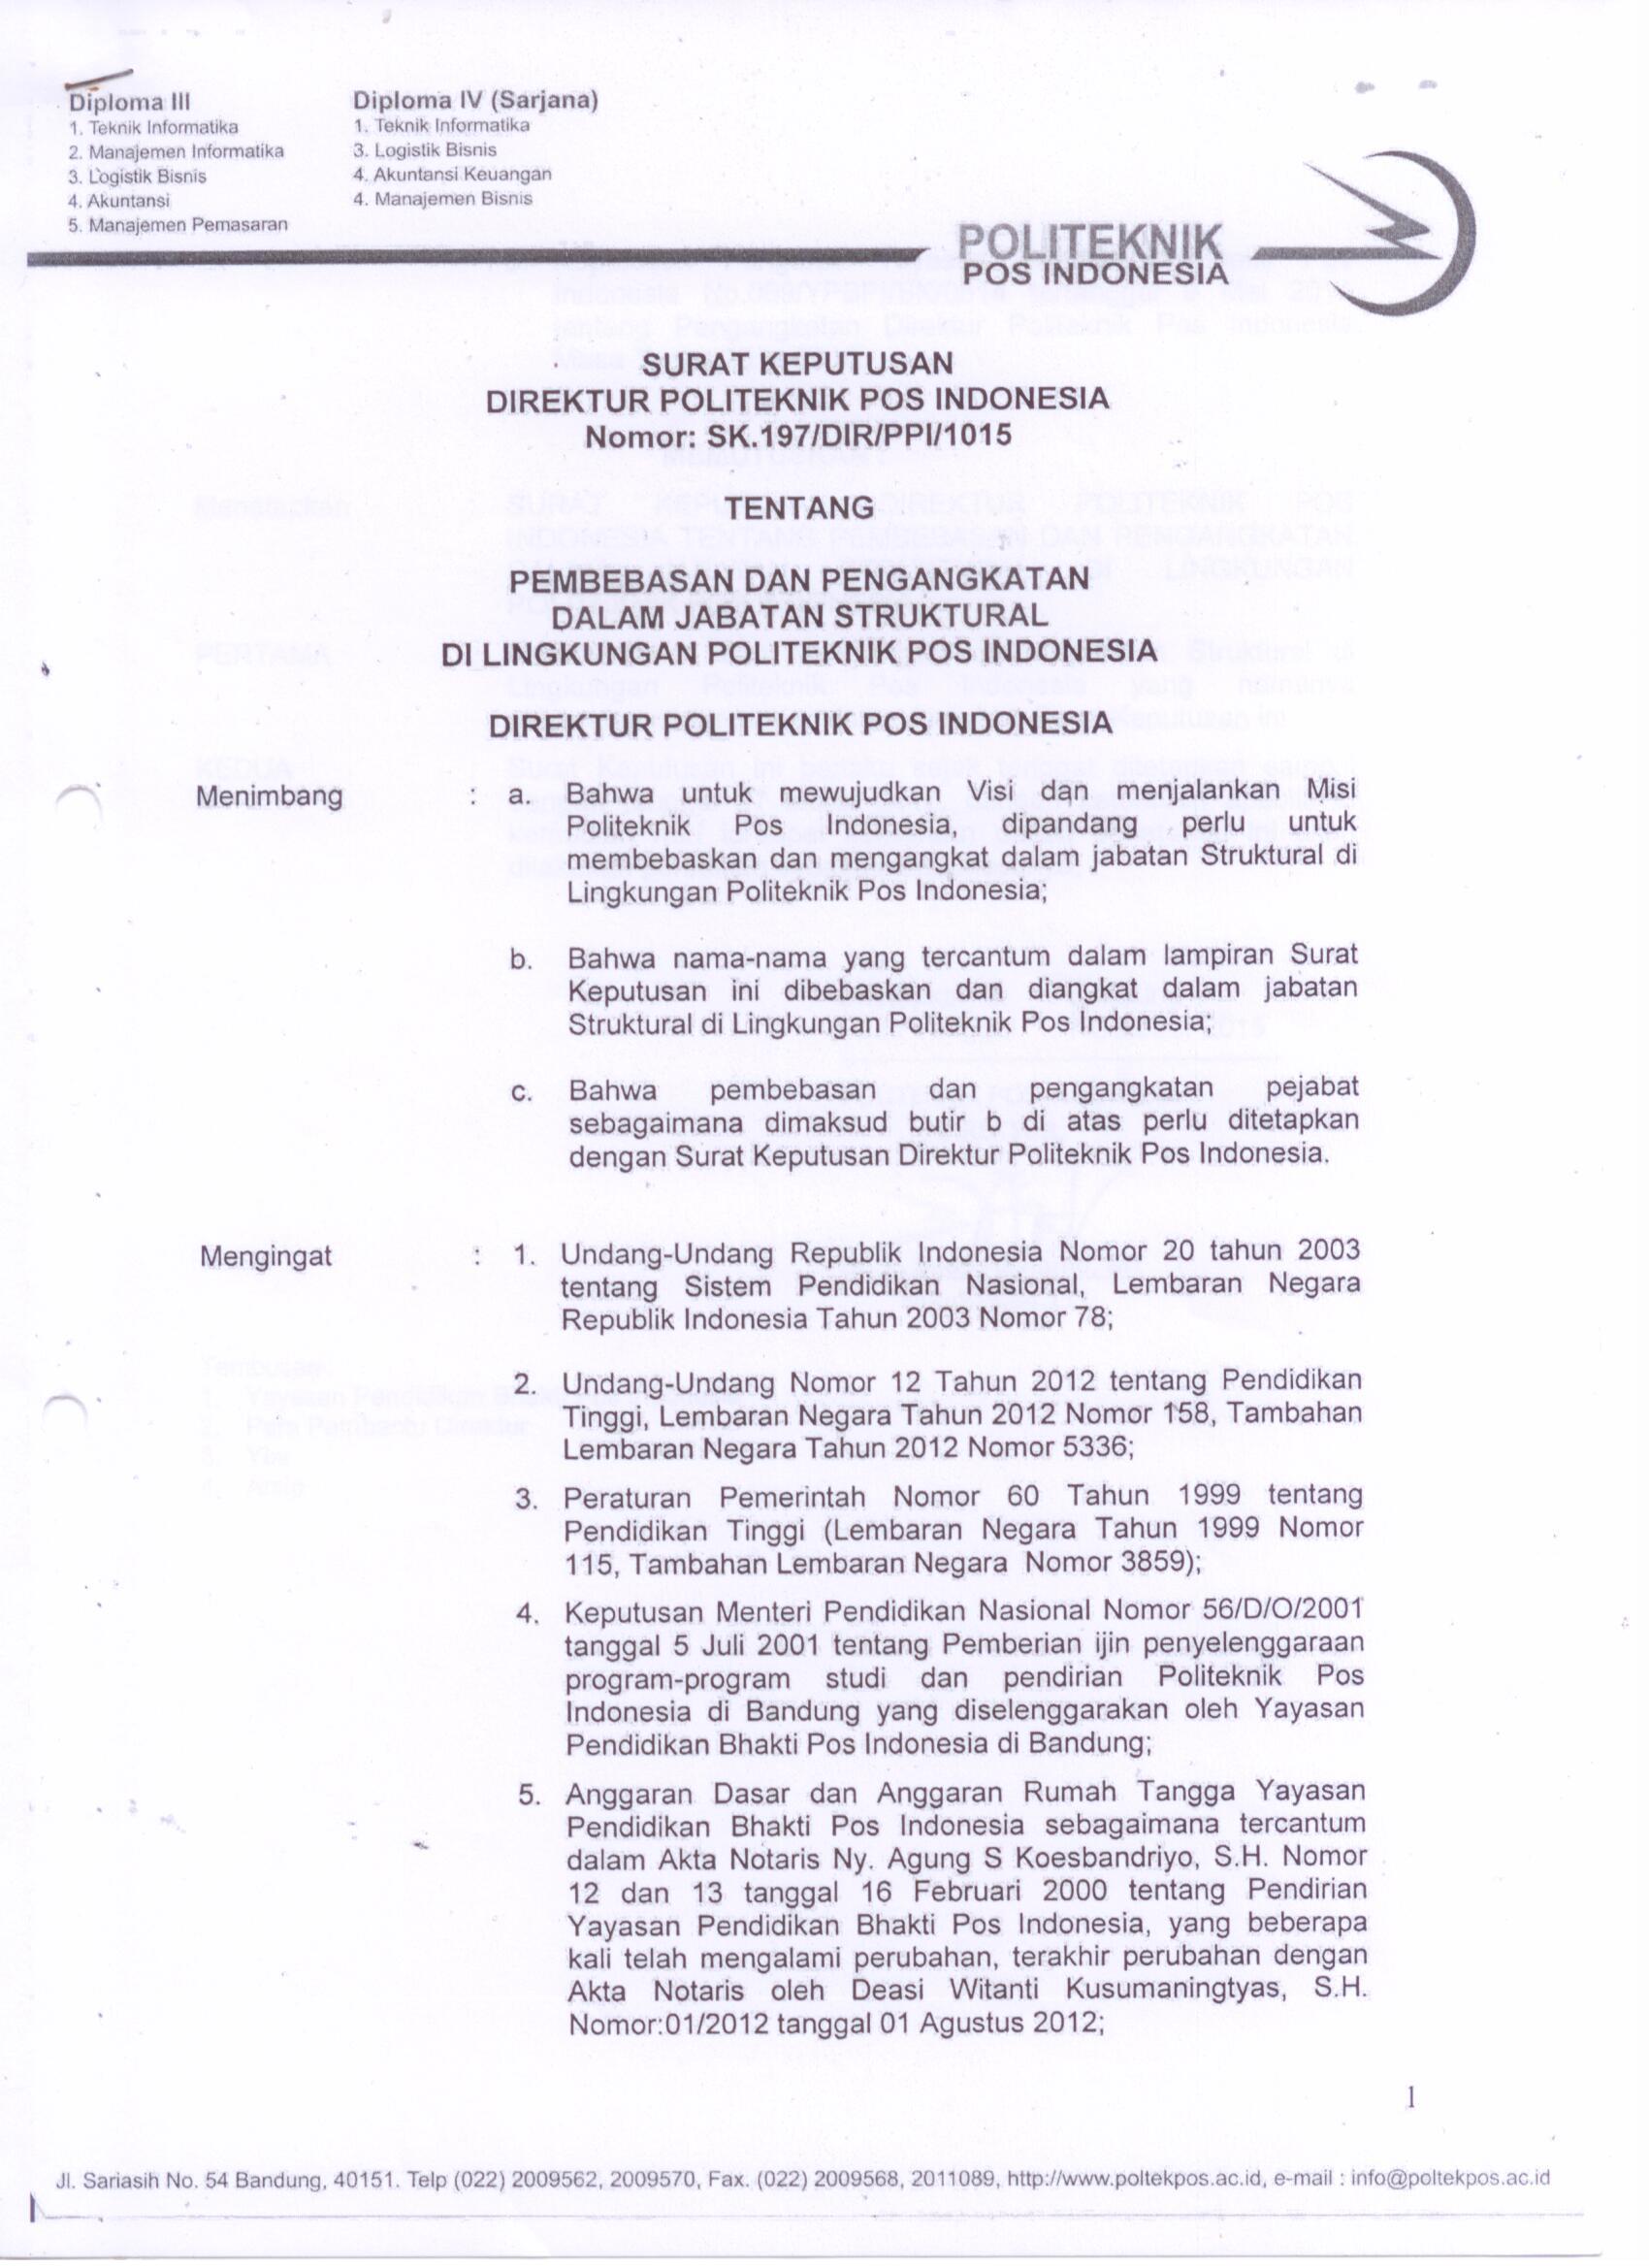 Diploma III
1. Teknik Informatika
2. Manajemen Informatika
3. Logistik Bisnis
4. Akuntansi
5. Manajemen Pemasaran
Diploma IV (Sarjana)
1. Teknik Informatika
3. Logistik Bisnis
4. Akuntansi Keuangan
4. Manajemen Bisnis
POLITEKNIK
POS INDONESIA
SURAT KEPUTUSAN
DIREKTUR POLITEKNIK POS INDONESIA
Nomor: SK.197/DIR/PPI/1015
TENTANG
PEMBEBASAN DAN PENGANGKATAN
DALAM JABATAN STRUKTURAL
DI LINGKUNGAN POLITEKNIK POS INDONESIA
DIREKTUR POLITEKNIK POS INDONESIA
Menimbang : a. Bahwa untuk mewujudkan Visi dan menjalankan Misi
Politeknik Pos Indonesia, dipandang perlu untuk
membebaskan dan mengangkat dalam jabatan Struktural di
Lingkungan Politeknik Pos Indonesia;
b. Bahwa nama-nama yang tercantum dalam lampiran Surat
Keputusan ini dibebaskan dan diangkat dalam jabatan
Struktural di Lingkungan Politeknik Pos Indonesia;
c. Bahwa pembebasan dan pengangkatan pejabat
sebagaimana dimaksud butir b di atas perlu ditetapkan
dengan Surat Keputusan Direktur Politeknik Pos Indonesia.
Mengingat : 1. Undang-Undang Republik Indonesia Nomor 20 tahun 2003
tentang Sistem Pendidikan Nasional, Lembaran Negara
Republik Indonesia Tahun 2003 Nomor 78;
2. Undang-Undang Nomor 12 Tahun 2012 tentang Pendidikan
Tinggi, Lembaran Negara Tahun 2012 Nomor 158, Tambahan
Lembaran Negara Tahun 2012 Nomor 5336;
3. Peraturan Pemerintah Nomor 60 Tahun 1999 tentang
Pendidikan Tinggi (Lembaran Negara Tahun 1999 Nomor
115, Tambahan Lembaran Negara Nomor 3859);
4. Keputusan Menteri Pendidikan Nasional Nomor 56/D/O/2001
tanggal 5 Juli 2001 tentang Pemberian ijin penyelenggaraan
program-program studi dan pendirian Politeknik Pos
Indonesia di Bandung yang diselenggarakan oleh Yayasan
Pendidikan Bhakti Pos Indonesia di Bandung;
5. Anggaran Dasar dan Anggaran Rumah Tangga Yayasan
Pendidikan Bhakti Pos Indonesia sebagaimana tercantum
dalam Akta Notaris Ny. Agung S Koesbandriyo, S.H. Nomor
12 dan 13 tanggal 16 Februari 2000 tentang Pendirian
Yayasan Pendidikan Bhakti Pos Indonesia, yang beberapa
kali telah mengalami perubahan, terakhir perubahan dengan
Akta Notaris oleh Deasi Witanti Kusumaningtyas, S.H.
Nomor:01/2012 tanggal 01 Agustus 2012;
1
Jl. Sariasih No. 54 Bandung, 40151. Telp (022) 2009562, 2009570, Fax. (022) 2009568, 2011089, http://www.poltekpos.ac.id, e-mail : info@poltekpos.ac.id